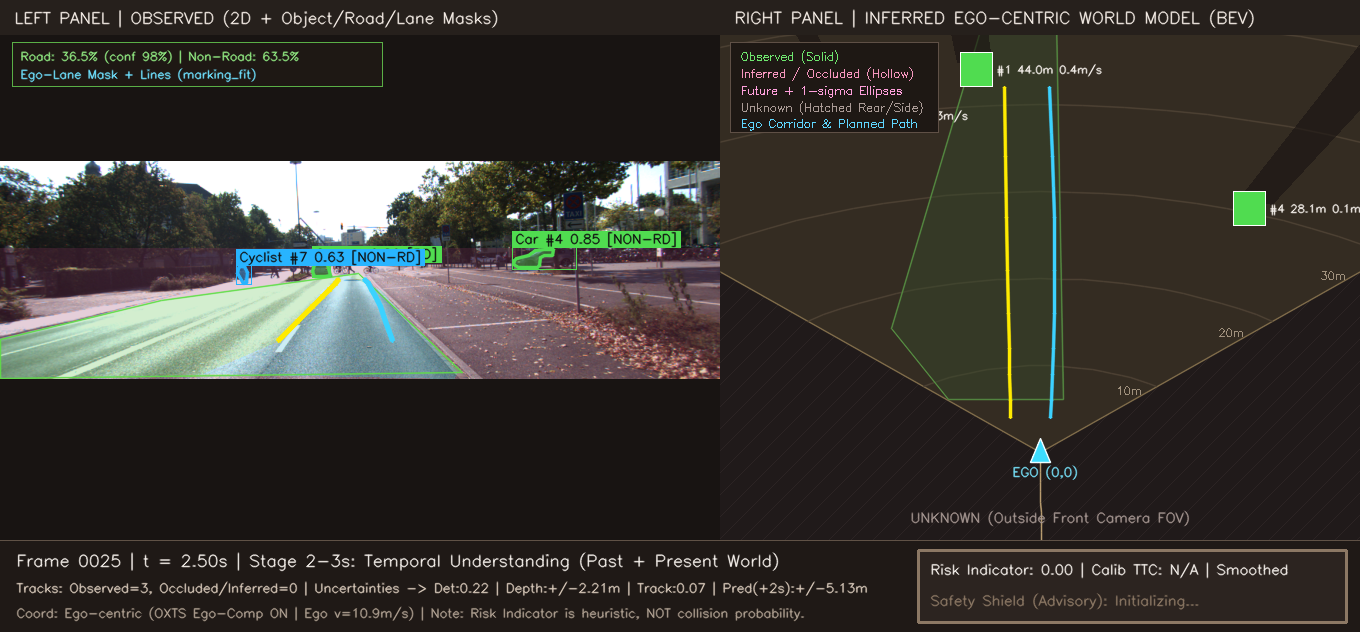 LEFT PANEL | OBSERVED (2D + Object/Road/Lane Masks)
Road: 36.5% (conf 98%) | Non-Road: 63.5%
Ego-Lane Mask + Lines (marking_fit)
Cyclist #7 0.63 [NON-RD]
D]
Car #4 0.85 [NON-RD]
TAXI
RIGHT PANEL | INFERRED EGO-CENTRIC WORLD MODEL (BEV)
Observed (Solid)
Inferred / Occluded (Hollow)
Future + 1-sigma Ellipses
Unknown (Hatched Rear/Side)
Ego Corridor & Planned Path
#1 44.0m 0.4m/s
3m/s
#4 28.1m 0.1m
30m
20m
10m
EGO (0,0)
UNKNOWN (Outside Front Camera FOV)
Frame 0025 | t = 2.50s | Stage 2-3s: Temporal Understanding (Past + Present World)
Tracks: Observed=3, Occluded/Inferred=0 | Uncertainties -> Det:0.22 | Depth:+/-2.21m | Track:0.07 | Pred(+2s):+/-5.13m
Coord: Ego-centric (OXTS Ego-Comp ON | Ego v=10.9m/s) | Note: Risk Indicator is heuristic, NOT collision probability.
Risk Indicator: 0.00 | Calib TTC: N/A | Smoothed
Safety Shield (Advisory): Initializing...